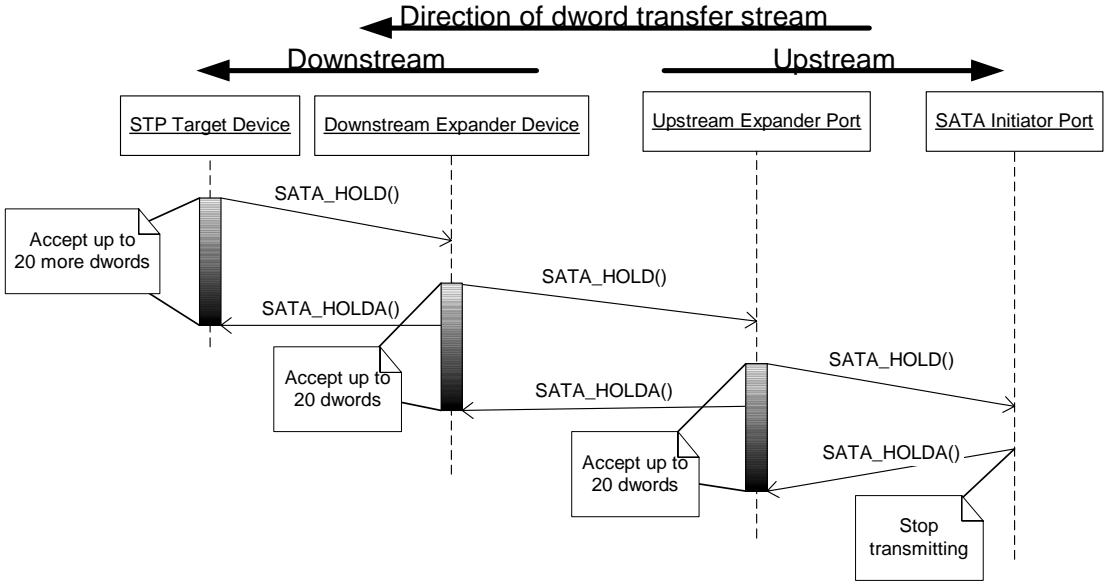 Direction of dword transfer stream
Downstream
Upstream
STP Target Device
Downstream Expander Device
Upstream Expander Port
SATA Initiator Port
SATA_HOLD()
Accept up to
20 more dwords
SATA_HOLD()
SATA_HOLDA()
SATA_HOLD()
Accept up to
20 dwords
SATA_HOLDA()
SATA_HOLDA()
Accept up to
20 dwords
Stop
transmitting